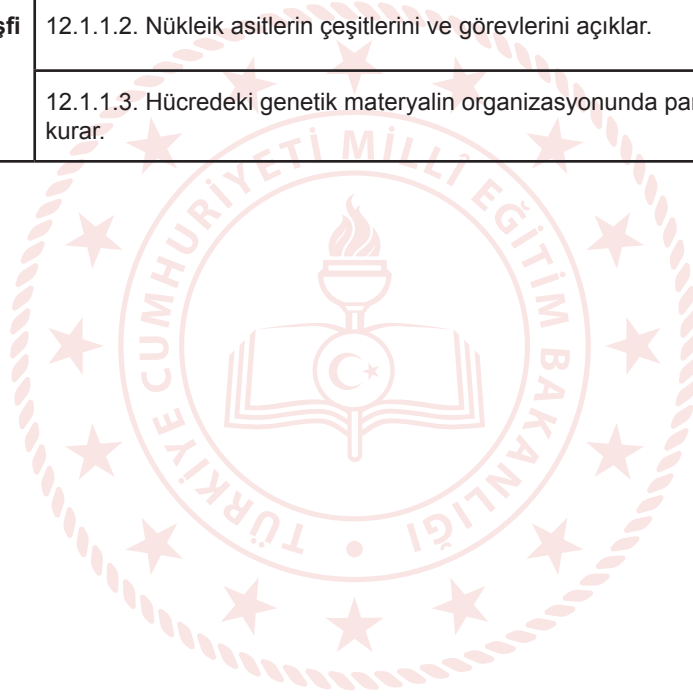 şfi
12.1.1.2. Nükleik asitlerin çeşitlerini ve görevlerini açıklar.
12.1.1.3. Hücredeki genetik materyalin organizasyonunda
kurar.
TÜRKİYE CUMHURİYETİ MİLLÎ EĞİTİM BAKANLIĞI